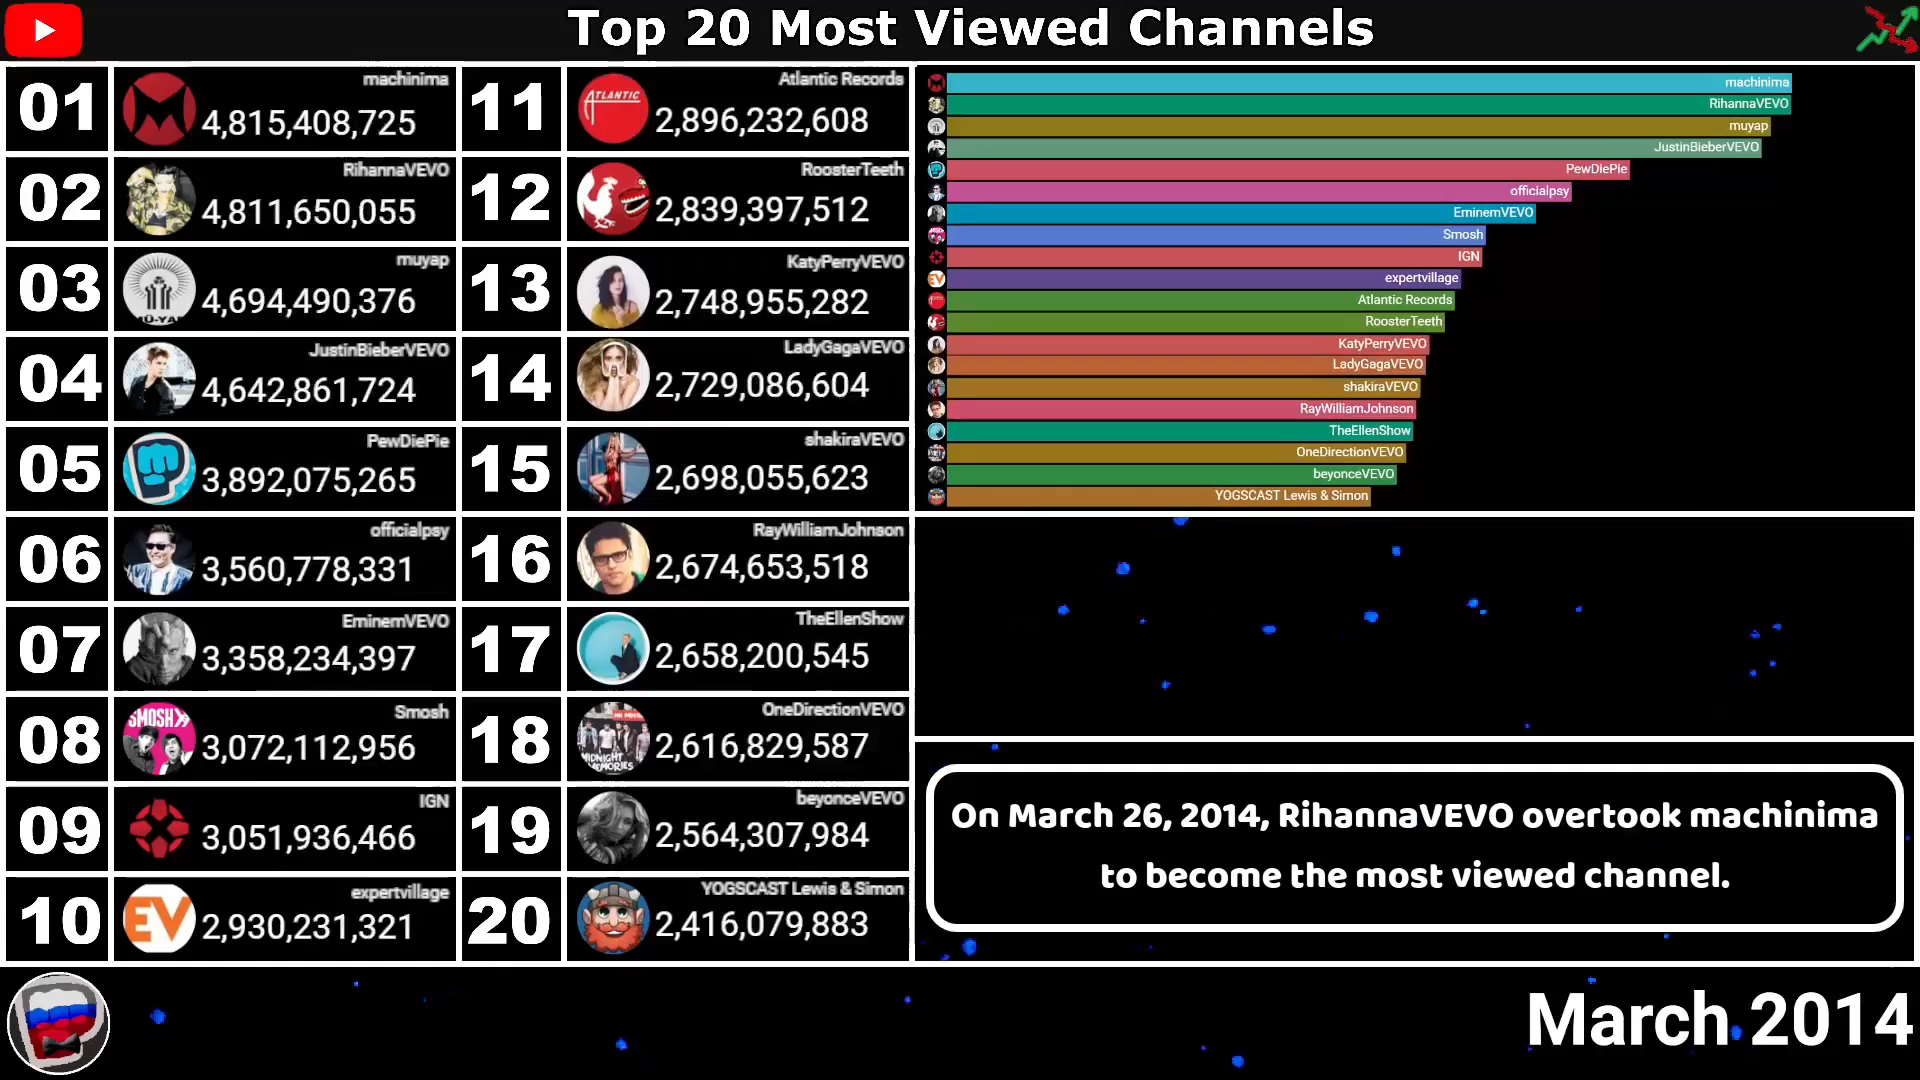 Top 20 Most Viewed Channels
01 machinima 4,815,408,725
02 RihannaVEVO 4,811,650,055
03 muyap 4,694,490,376
04 JustinBieberVEVO 4,642,861,724
05 PewDiePie 3,892,075,265
06 officialpsy 3,560,778,331
07 EminemVEVO 3,358,234,397
08 Smosh 3,072,112,956
SMOSH
09 IGN 3,051,936,466
10 expertvillage 2,930,231,321
EV
11 Atlantic Records 2,896,232,608
ATLANTIC
12 RoosterTeeth 2,839,397,512
13 KatyPerryVEVO 2,748,955,282
14 LadyGagaVEVO 2,729,086,604
15 shakiraVEVO 2,698,055,623
16 RayWilliamJohnson 2,674,653,518
17 TheEllenShow 2,658,200,545
18 OneDirectionVEVO 2,616,829,587
MIDNIGHT MEMORIES
19 beyonceVEVO 2,564,307,984
20 YOGSCAST Lewis & Simon 2,416,079,883
machinima
RihannaVEVO
muyap
JustinBieberVEVO
PewDiePie
officialpsy
EminemVEVO
Smosh
IGN
expertvillage
Atlantic Records
RoosterTeeth
KatyPerryVEVO
LadyGagaVEVO
shakiraVEVO
RayWilliamJohnson
TheEllenShow
OneDirectionVEVO
beyonceVEVO
YOGSCAST Lewis & Simon
On March 26, 2014, RihannaVEVO overtook machinima
to become the most viewed channel.
March 2014